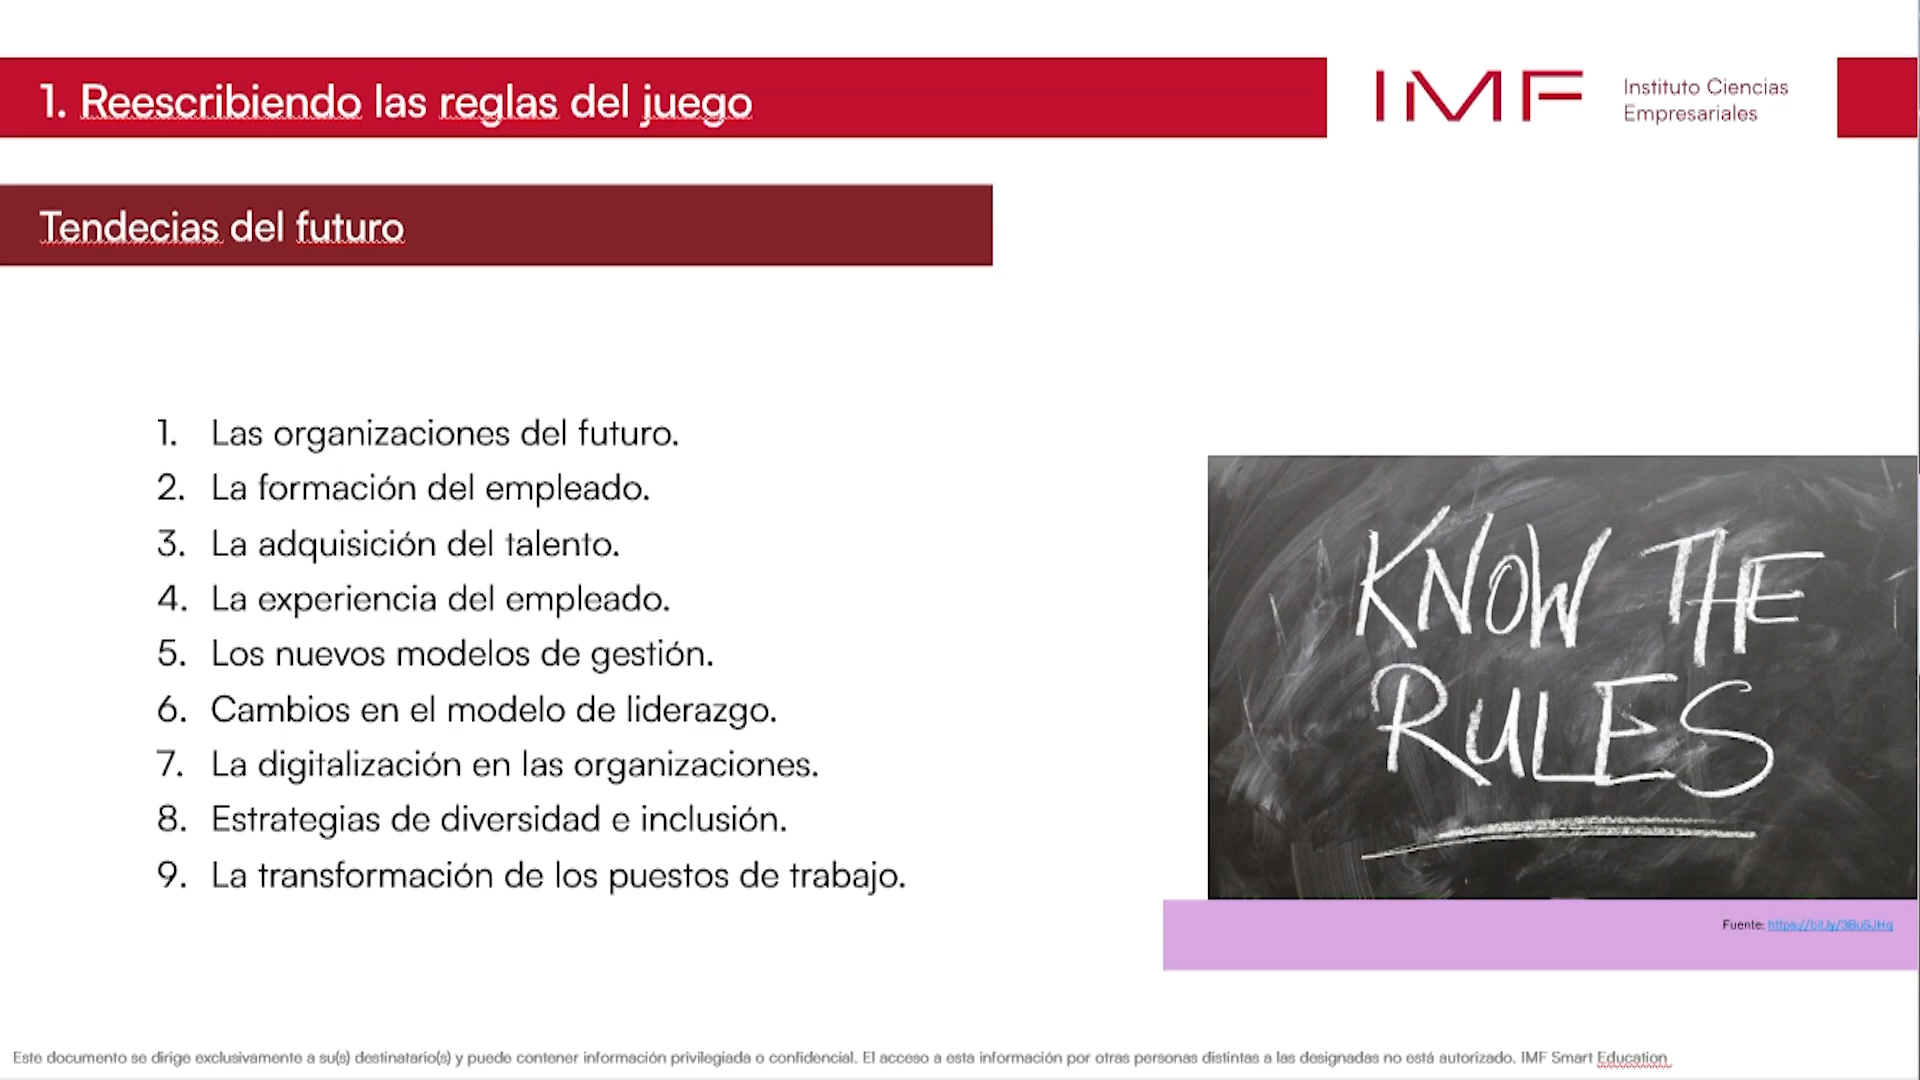 1. Reescribiendo las reglas del juego
IMF
Instituto Ciencias
Empresariales
Tendecias del futuro
1. Las organizaciones del futuro.
2. La formación del empleado.
3. La adquisición del talento.
4. La experiencia del empleado.
5. Los nuevos modelos de gestión.
6. Cambios en el modelo de liderazgo.
7. La digitalización en las organizaciones.
8. Estrategias de diversidad e inclusión.
9. La transformación de los puestos de trabajo.
KNOW THE
RULES
Fuente:
Este documento se dirige exclusivamente a su(s) destinatario(s) y puede contener información privilegiada o confidencial. El acceso a esta información por otras personas distintas a las designadas no está autorizado. IMF Smart Education